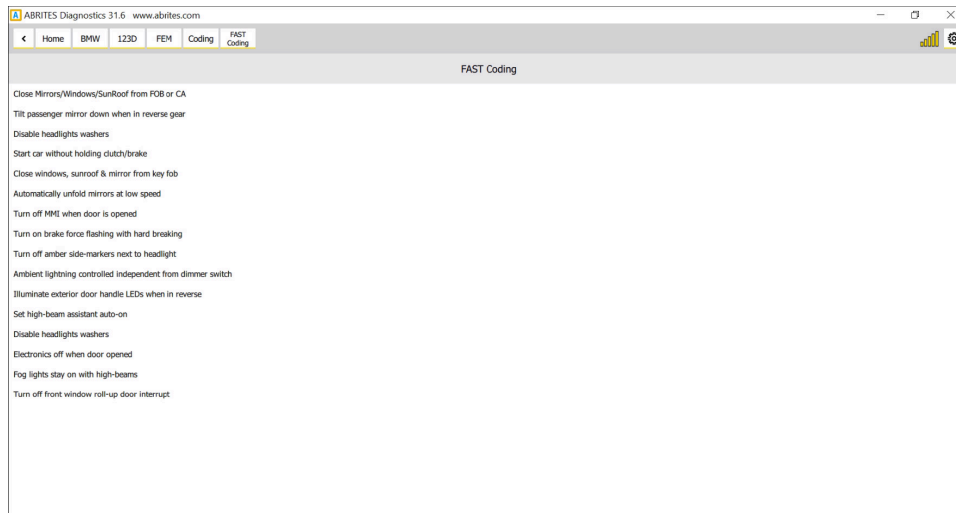 A ABRITES Diagnostics 31.6 www.abrites.com
< Home BMW 123D FEM Coding FAST Coding
FAST Coding
Close Mirrors/Windows/SunRoof from FOB or CA
Tilt passenger mirror down when in reverse gear
Disable headlights washers
Start car without holding clutch/brake
Close windows, sunroof & mirror from key fob
Automatically unfold mirrors at low speed
Turn off MMI when door is opened
Turn on brake force flashing with hard breaking
Turn off amber side-markers next to headlight
Ambient lightning controlled independent from dimmer switch
Illuminate exterior door handle LEDs when in reverse
Set high-beam assistant auto-on
Disable headlights washers
Electronics off when door opened
Fog lights stay on with high-beams
Turn off front window roll-up door interrupt